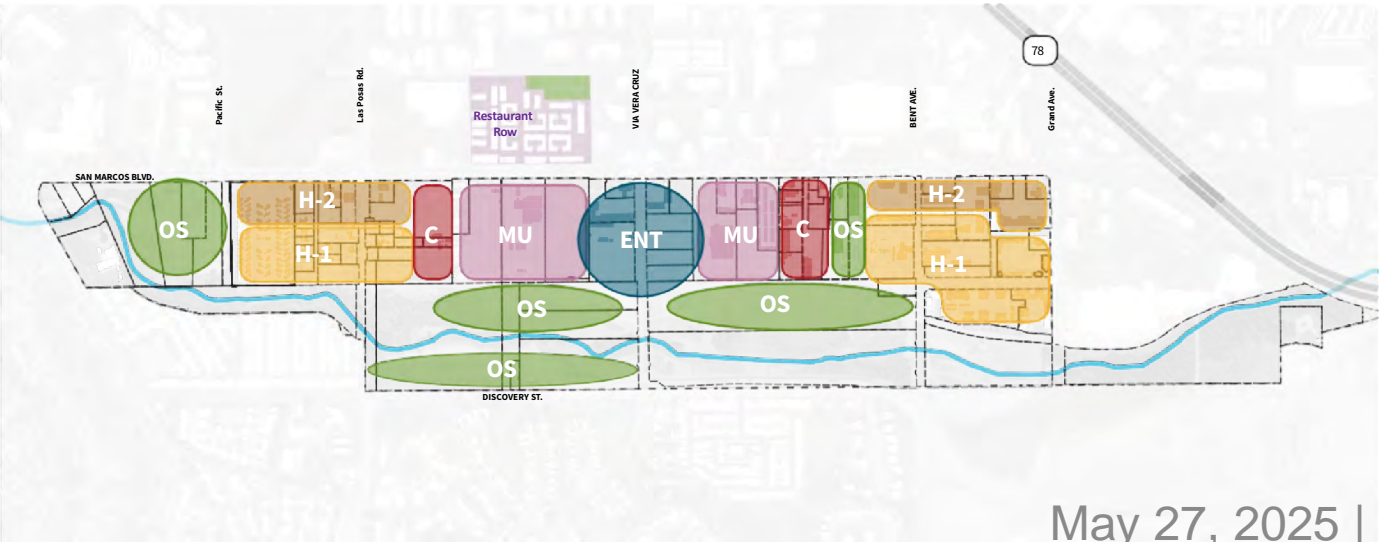 78
Pacific St.
Las Posas Rd.
VIA VERA CRUZ
BENT AVE.
Grand Ave.
Restaurant
Row
SAN MARCOS BLVD.
OS
H-2
H-1
C
MU
ENT
MU
C
OS
H-2
H-1
OS
OS
OS
DISCOVERY ST.
May 27, 2025 |